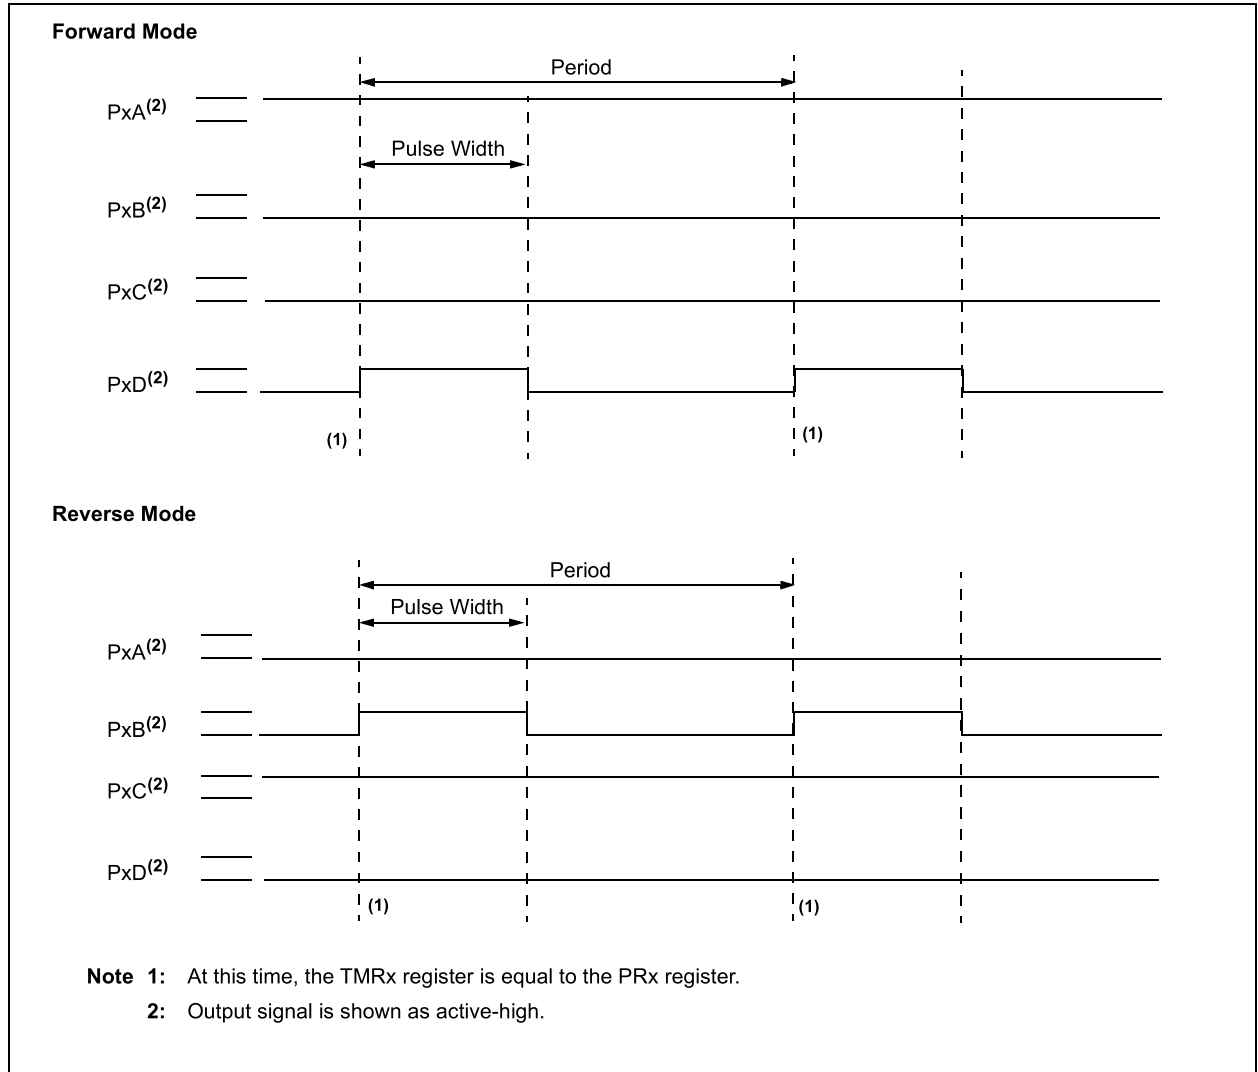 Forward Mode
Period
PxA(2)
Pulse Width
PxB(2)
PxC(2)
PxD(2)
(1)
(1)
Reverse Mode
Period
Pulse Width
PxA(2)
PxB(2)
PxC(2)
PxD(2)
(1)
(1)
Note 1: At this time, the TMRx register is equal to the PRx register.
2: Output signal is shown as active-high.